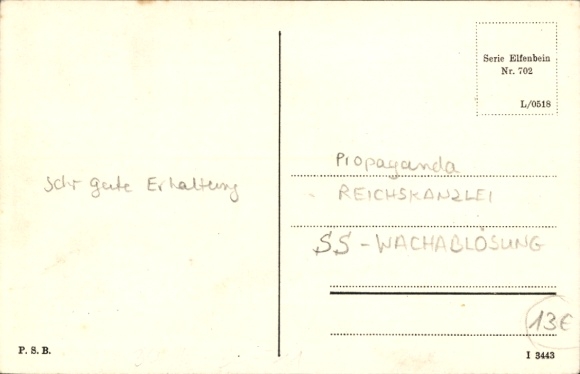 Serie Elfenbein
Nr. 702
L/0518
Sehr gute Erhaltung
Propaganda
REICHSKANZLEI
SS - WACHABLÖSUNG
13€
P. S. B.
I 3443